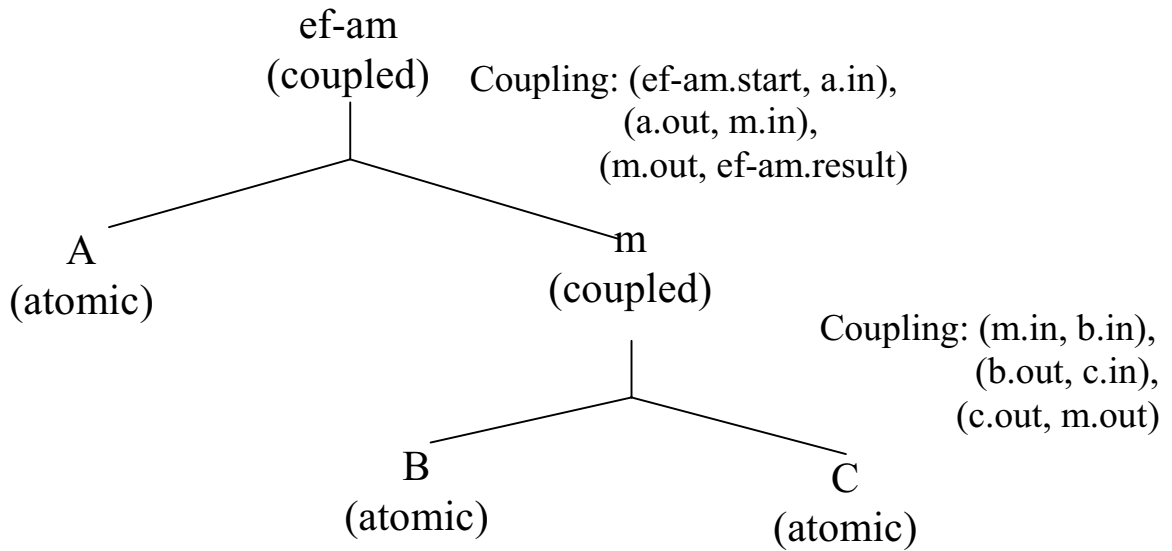 ef-am
(coupled)
Coupling: (ef-am.start, a.in),
(a.out, m.in),
(m.out, ef-am.result)
A
(atomic)
m
(coupled)
Coupling: (m.in, b.in),
(b.out, c.in),
(c.out, m.out)
B
(atomic)
C
(atomic)